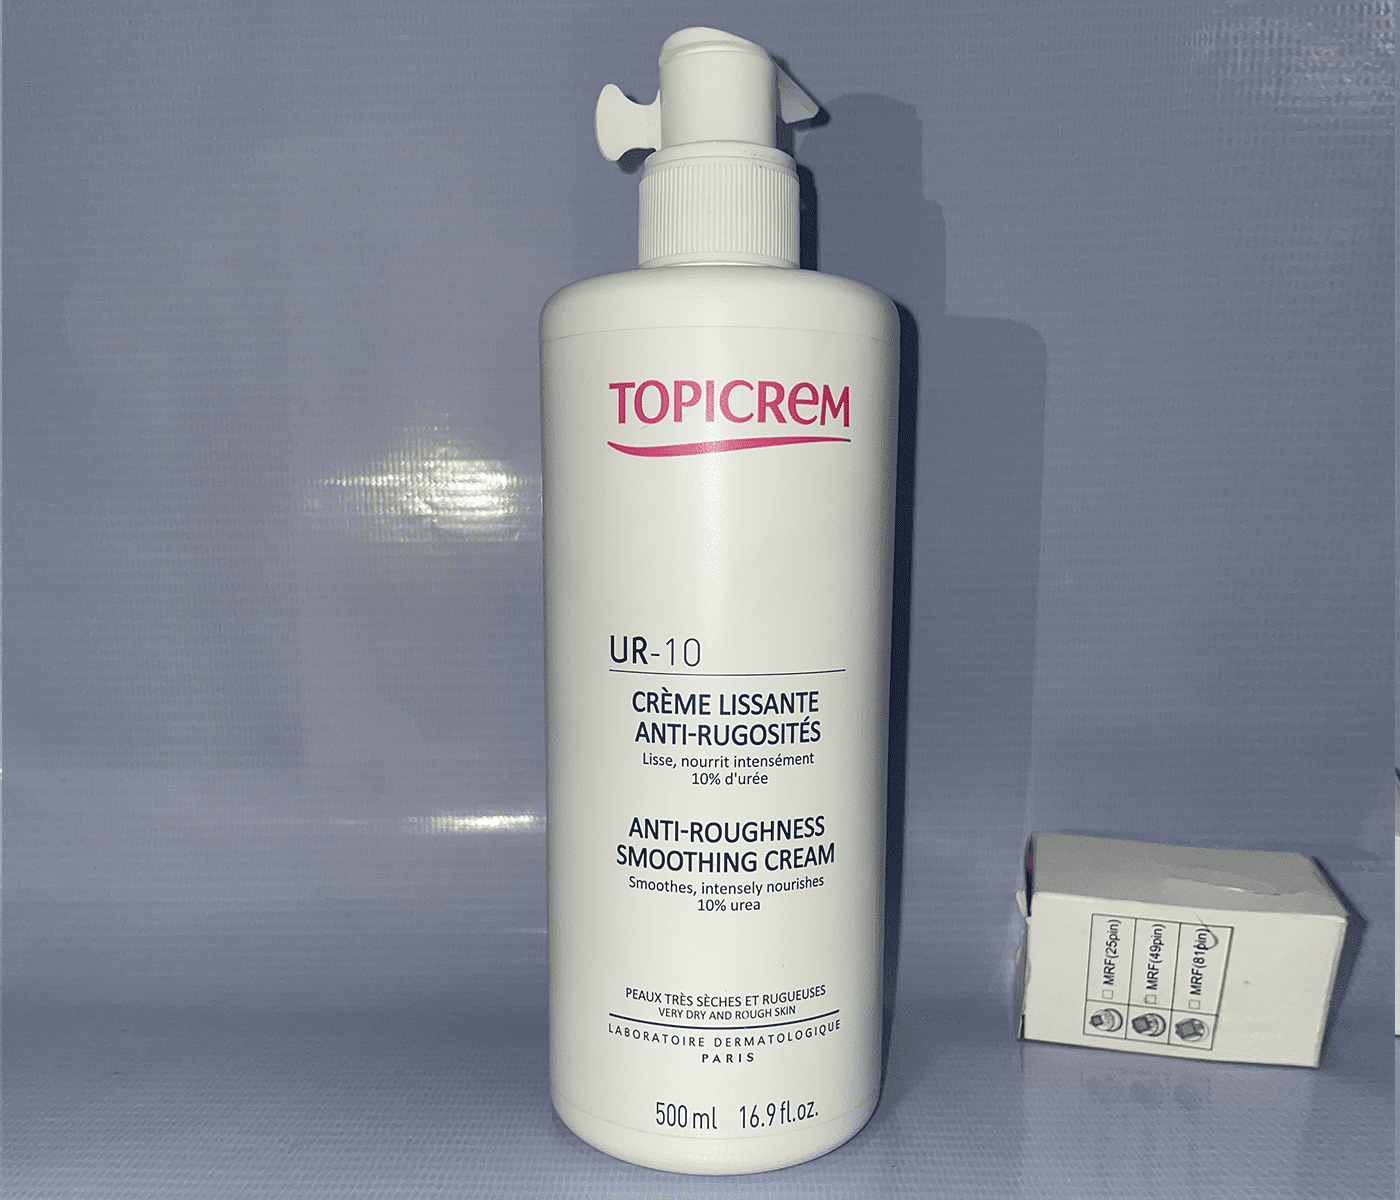 TOPICREM
UR-10
CRÈME LISSANTE
ANTI-RUGOSITÉS
Lisse, nourrit intensément
10% d'urée
ANTI-ROUGHNESS
SMOOTHING CREAM
Smoothes, intensely nourishes
10% urea
PEAUX TRÈS SÈCHES ET RUGUEUSES
VERY DRY AND ROUGH SKIN
LABORATOIRE DERMATOLOGIQUE
PARIS
500 ml 16.9 fl.oz.
MRF(25pin)
MRF(49pin)
MRF(81pin)